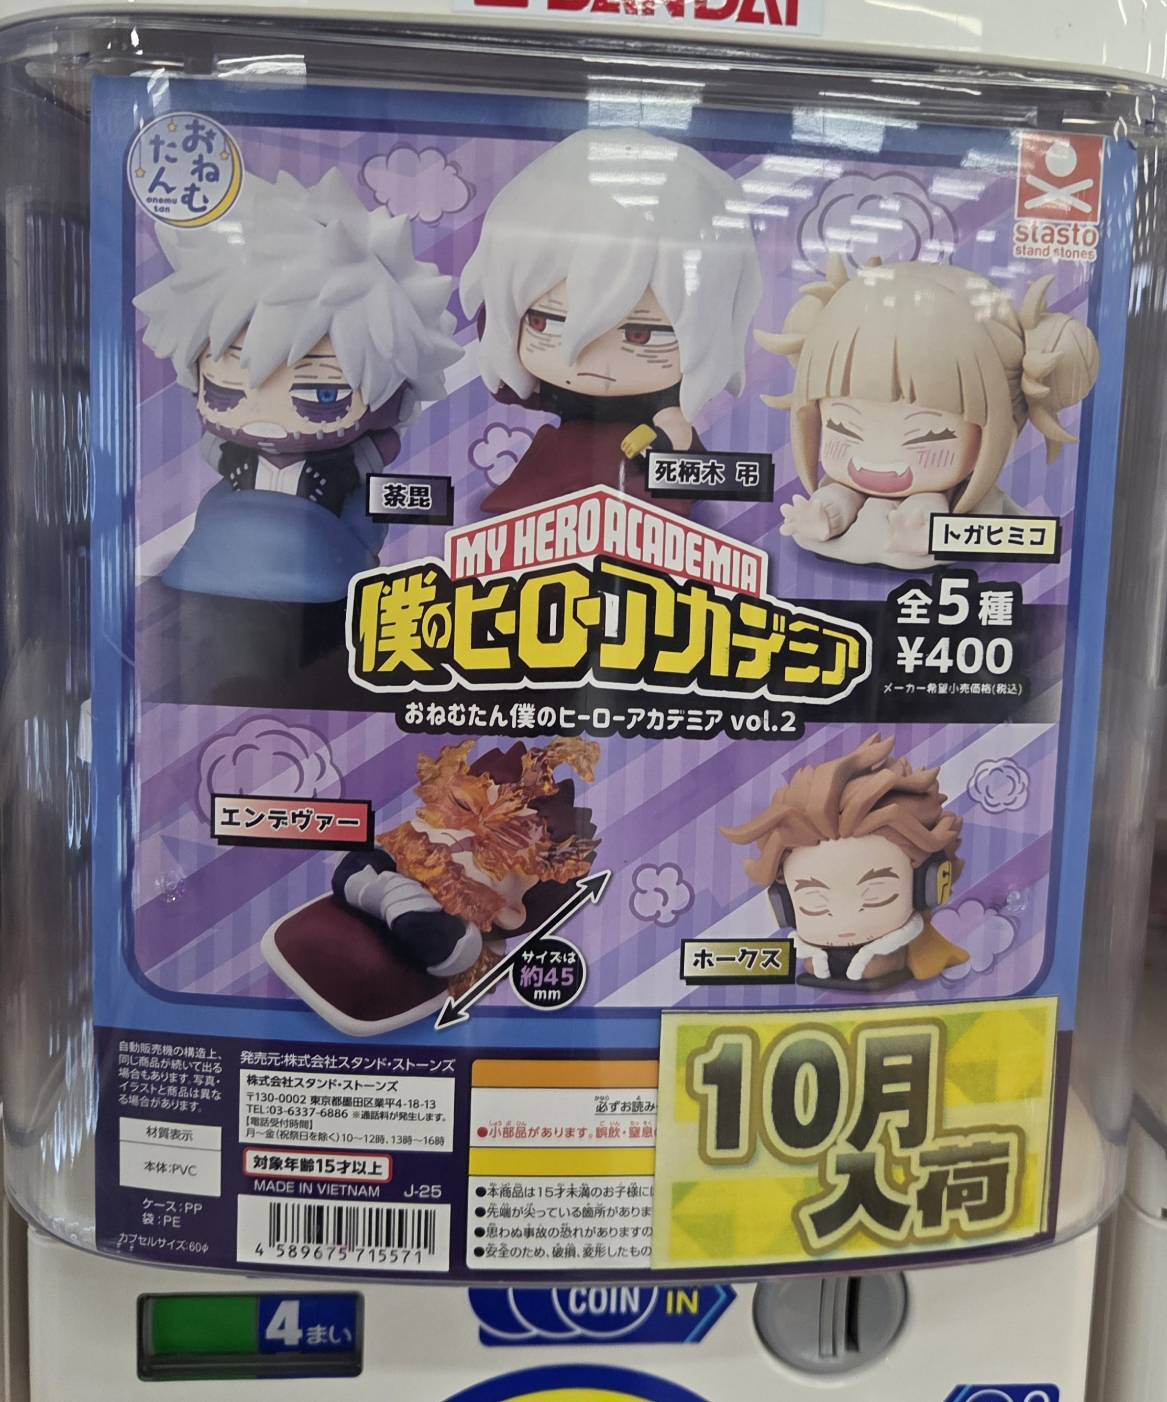 BANDAI
おねむたん
onemu tan
stasto
stand stones
荼毘
死柄木 弔
トガヒミコ
MY HERO ACADEMIA
僕のヒーローアカデミア
全5種
¥400
メーカー希望小売価格(税込)
おねむたん僕のヒーローアカデミア vol.2
エンデヴァー
サイズは
約45
mm
ホークス
自動販売機の構造上、
同じ商品が続いて出る
場合もあります。写真・
イラストと商品は異な
る場合があります。
材質表示
本体:PVC
ケース:PP
袋:PE
カプセルサイズ:60φ
発売元:株式会社スタンド・ストーンズ
株式会社スタンド・ストーンズ
〒130-0002 東京都墨田区業平4-18-13
TEL:03-6337-6886 ※通話料が発生します。
【電話受付時間】
月〜金(祝祭日を除く)10〜12時、13時〜16時
対象年齢15才以上
MADE IN VIETNAM J-25
4 589675 715571
必ずお読み
●小部品があります。誤飲・窒息
●本商品は15才未満のお子様に
●先端が尖っている箇所がありま
●思わぬ事故の恐れがありますの
●安全のため、破損、変形したもの
10月
入荷
4まい
COIN IN